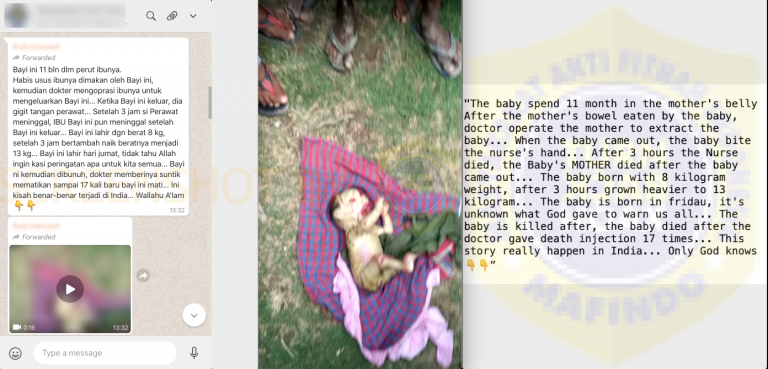 Forwarded
Bayi ini 11 bln dlm perut ibunya.
Habis usus ibunya dimakan oleh Bayi ini,
kemudian dokter mengoprasi ibunya untuk
mengeluarkan Bayi ini... Ketika Bayi ini keluar, dia
gigit tangan perawat... Setelah 3 jam si Perawat
meninggal, IBU Bayi ini pun meninggal setelah
Bayi ini keluar... Bayi ini lahir dgn berat 8 kg,
setelah 3 jam bertambah naik beratnya menjadi
13 kg... Bayi ini lahir hari jumat, tidak tahu Allah
ingin kasi peringatan apa untuk kita semua... Bayi
ni kemudian dibunuh, dokter memberinya suntik
mematikan sampai 17 kali baru bayi ini mati... Ini
kisah benar-benar terjadi di India... Wallahu A'lam
👇👇
13:32
Forwarded
0:16
13:32
Type a message
"The baby spend 11 month in the mother's belly
After the mother's bowel eaten by the baby,
doctor operate the mother to extract the
baby... When the baby came out, the baby bite
the nurse's hand... After 3 hours the Nurse
died, the Baby's MOTHER died after the baby
came out... The baby born with 8 kilogram
weight, after 3 hours grown heavier to 13
kilogram... The baby is born in fridau, it's
unknown what God gave to warn us all... The
baby is killed after, the baby died after the
doctor gave death injection 17 times... This
story really happen in India... Only God knows
👇👇"
ANTI FITNAH
MAFINDO